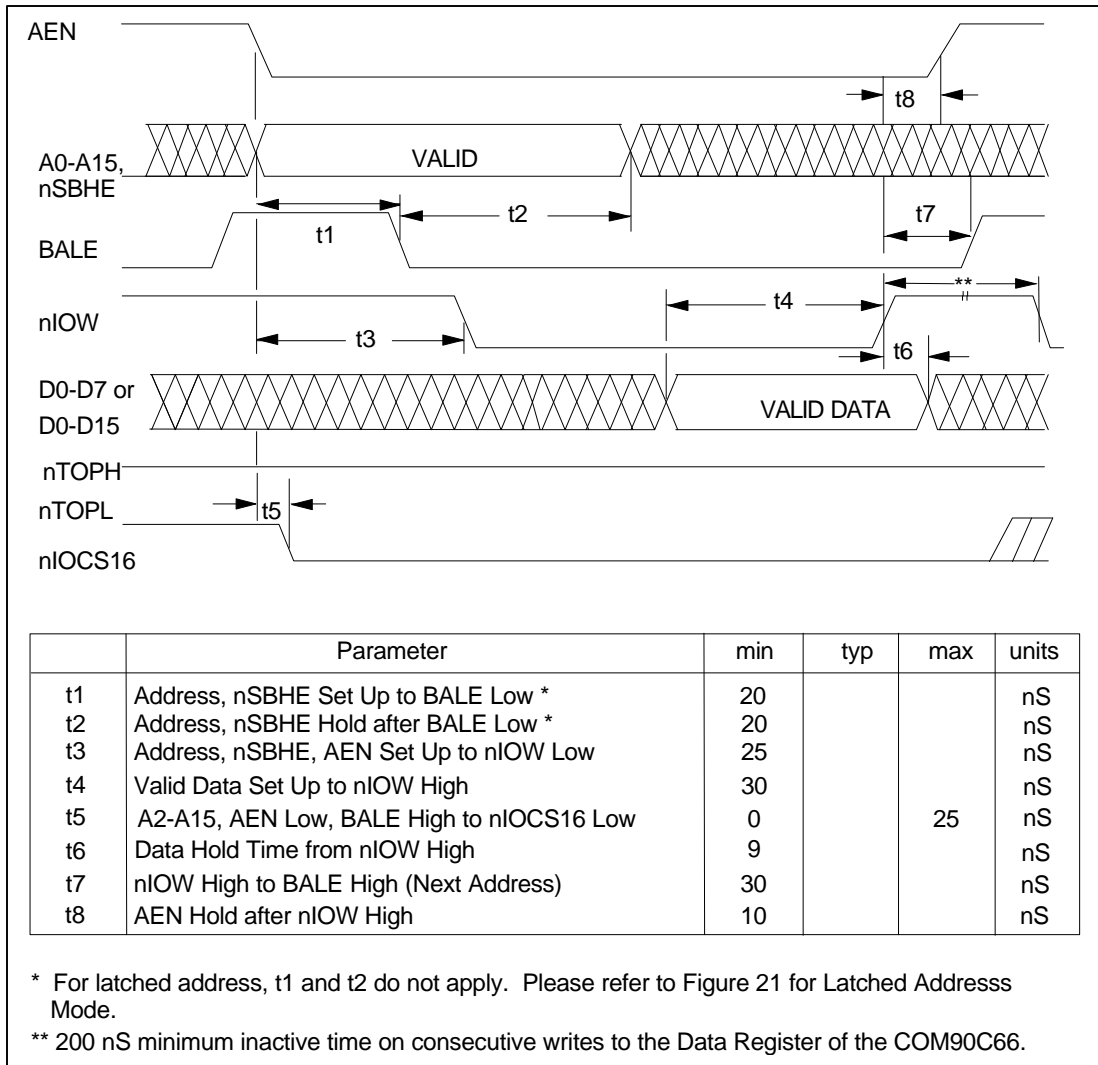 AEN
t8
A0-A15,
nSBHE
VALID
t2
t7
t1
BALE
**
t4
nIOW
t3
t6
D0-D7 or
D0-D15
VALID DATA
nTOPH
nTOPL
t5
nIOCS16
Parameter min typ max units
t1 Address, nSBHE Set Up to BALE Low * 20 nS
t2 Address, nSBHE Hold after BALE Low * 20 nS
t3 Address, nSBHE, AEN Set Up to nIOW Low 25 nS
t4 Valid Data Set Up to nIOW High 30 nS
t5 A2-A15, AEN Low, BALE High to nIOCS16 Low 0 25 nS
t6 Data Hold Time from nIOW High 9 nS
t7 nIOW High to BALE High (Next Address) 30 nS
t8 AEN Hold after nIOW High 10 nS
* For latched address, t1 and t2 do not apply. Please refer to Figure 21 for Latched Addresss
Mode.
** 200 nS minimum inactive time on consecutive writes to the Data Register of the COM90C66.